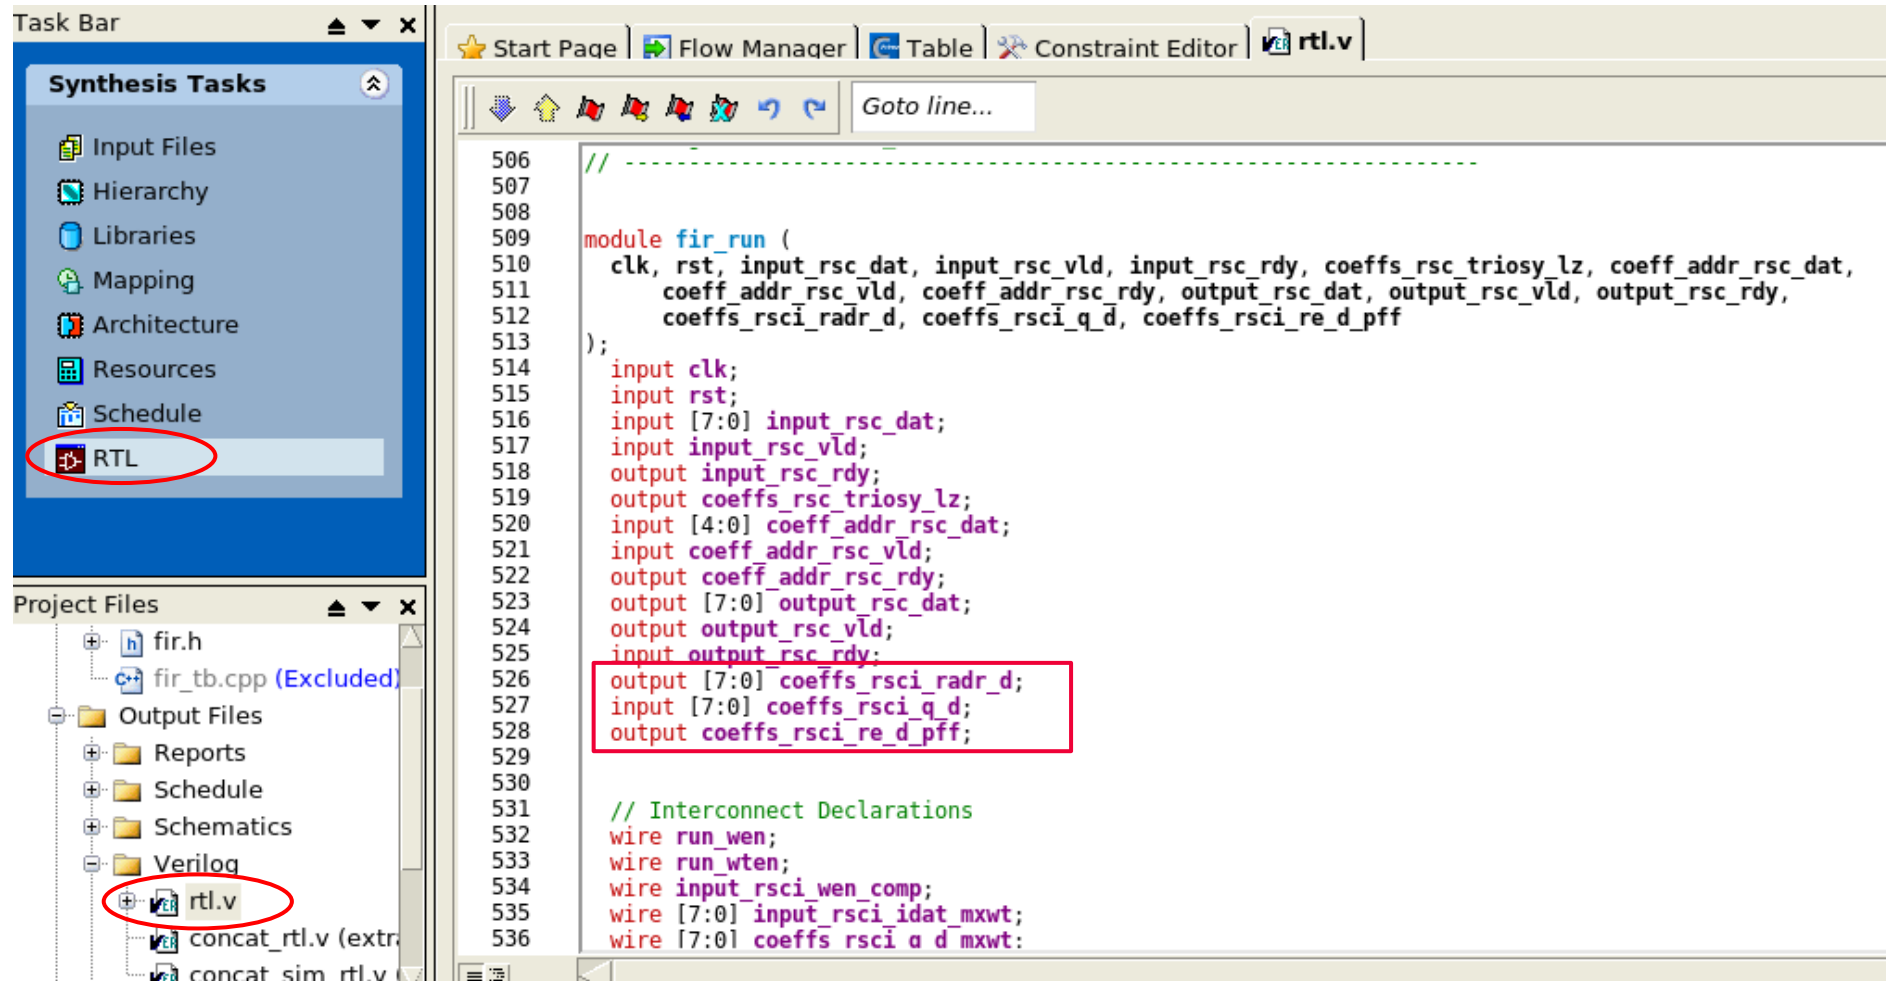 Task Bar
Synthesis Tasks
Input Files
Hierarchy
Libraries
Mapping
Architecture
Resources
Schedule
RTL
Project Files
fir.h
fir_tb.cpp (Excluded)
Output Files
Reports
Schedule
Schematics
Verilog
rtl.v
concat_rtl.v (extr
concat_sim_rtl.v
Start Page Flow Manager Table Constraint Editor rtl.v
Goto line...
506 // ------------------------------------------------------------------
507
508
509 module fir_run (
510 clk, rst, input_rsc_dat, input_rsc_vld, input_rsc_rdy, coeffs_rsc_triosy_lz, coeff_addr_rsc_dat,
511 coeff_addr_rsc_vld, coeff_addr_rsc_rdy, output_rsc_dat, output_rsc_vld, output_rsc_rdy,
512 coeffs_rsci_radr_d, coeffs_rsci_q_d, coeffs_rsci_re_d_pff
513 );
514 input clk;
515 input rst;
516 input [7:0] input_rsc_dat;
517 input input_rsc_vld;
518 output input_rsc_rdy;
519 output coeffs_rsc_triosy_lz;
520 input [4:0] coeff_addr_rsc_dat;
521 input coeff_addr_rsc_vld;
522 output coeff_addr_rsc_rdy;
523 output [7:0] output_rsc_dat;
524 output output_rsc_vld;
525 input output_rsc_rdy;
526 output [7:0] coeffs_rsci_radr_d;
527 input [7:0] coeffs_rsci_q_d;
528 output coeffs_rsci_re_d_pff;
529
530
531 // Interconnect Declarations
532 wire run_wen;
533 wire run_wten;
534 wire input_rsci_wen_comp;
535 wire [7:0] input_rsci_idat_mxwt;
536 wire [7:0] coeffs_rsci_q_d_mxwt;